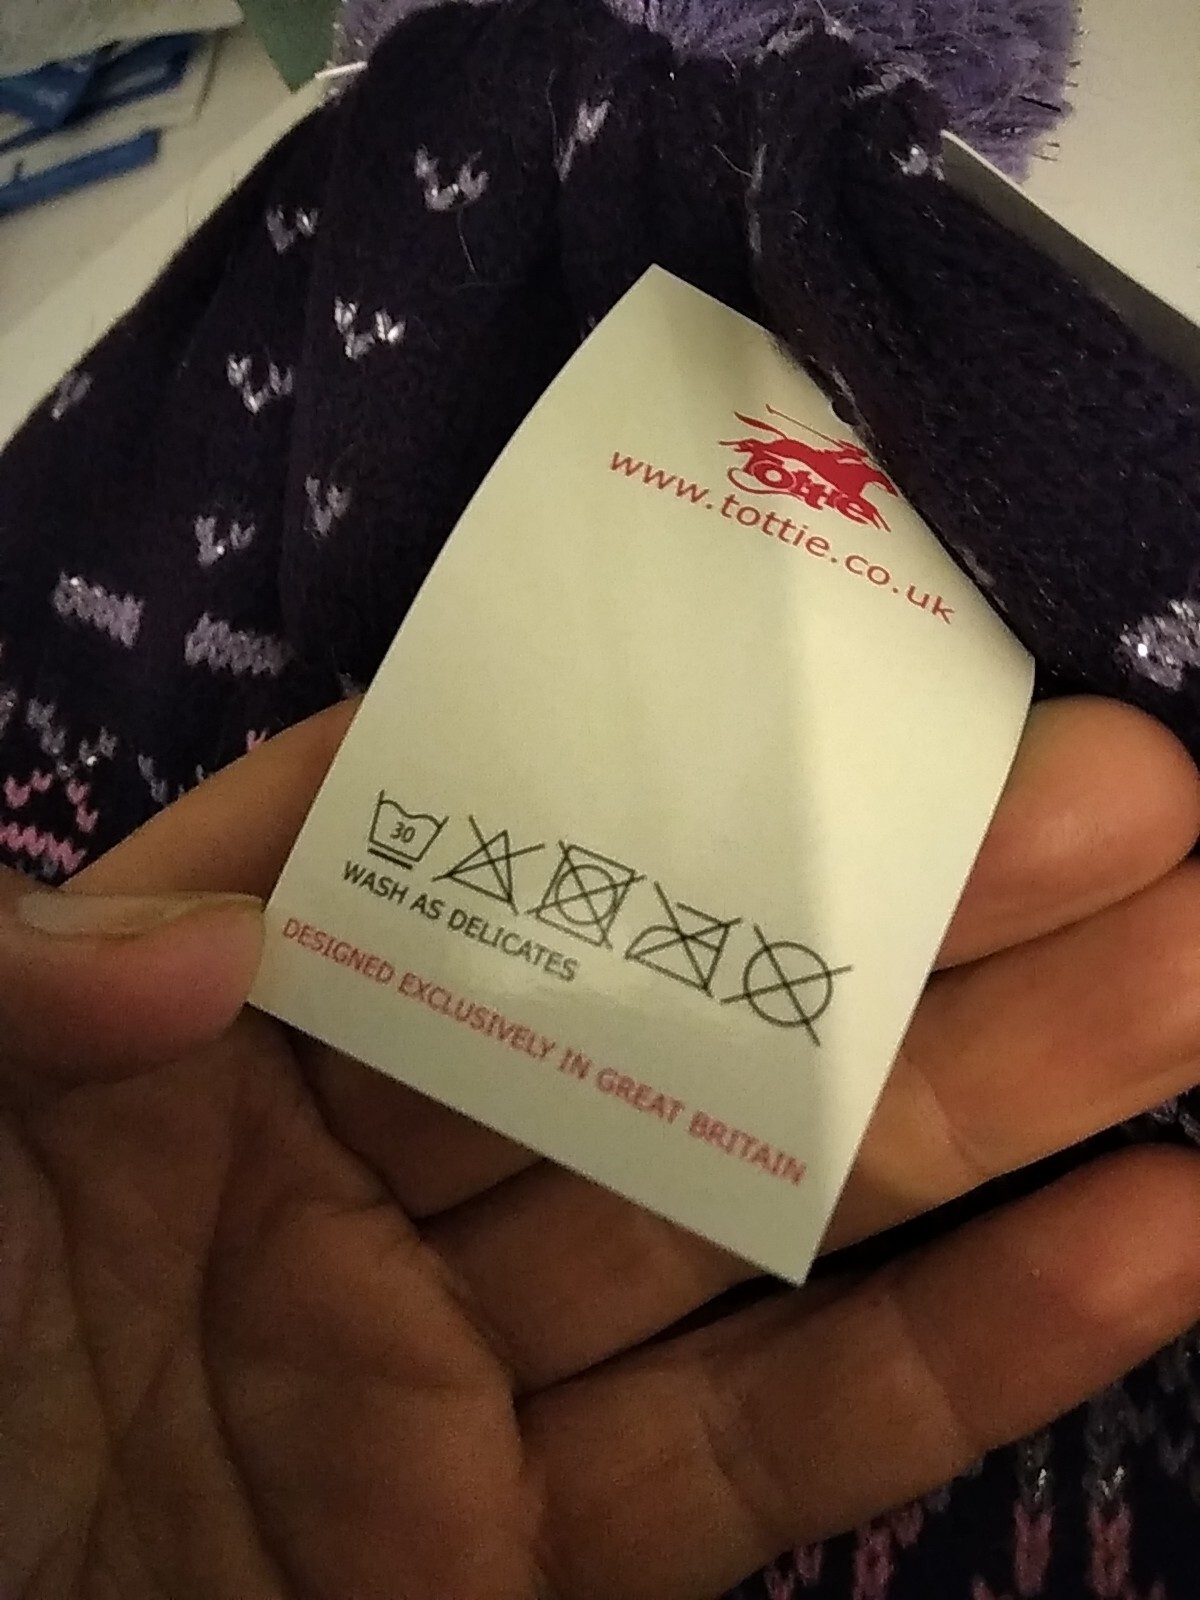 Tottie
www.tottie.co.uk
30
WASH AS DELICATES
DESIGNED EXCLUSIVELY IN GREAT BRITAIN